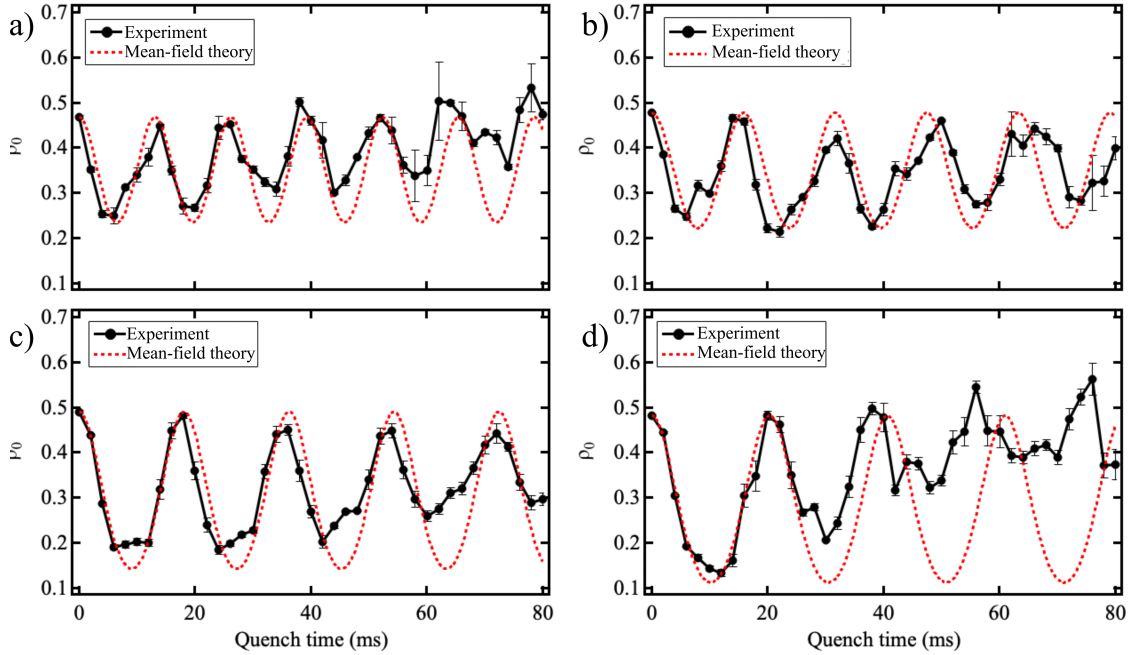 a)
0.7
0.6
0.5
0.4
0.3
0.2
0.1
ρ0
Experiment
Mean-field theory
b)
0.7
0.6
0.5
0.4
0.3
0.2
0.1
ρ0
Experiment
Mean-field theory
c)
0.7
0.6
0.5
0.4
0.3
0.2
0.1
ρ0
Experiment
Mean-field theory
0 20 40 60 80
Quench time (ms)
d)
0.7
0.6
0.5
0.4
0.3
0.2
0.1
ρ0
Experiment
Mean-field theory
0 20 40 60 80
Quench time (ms)